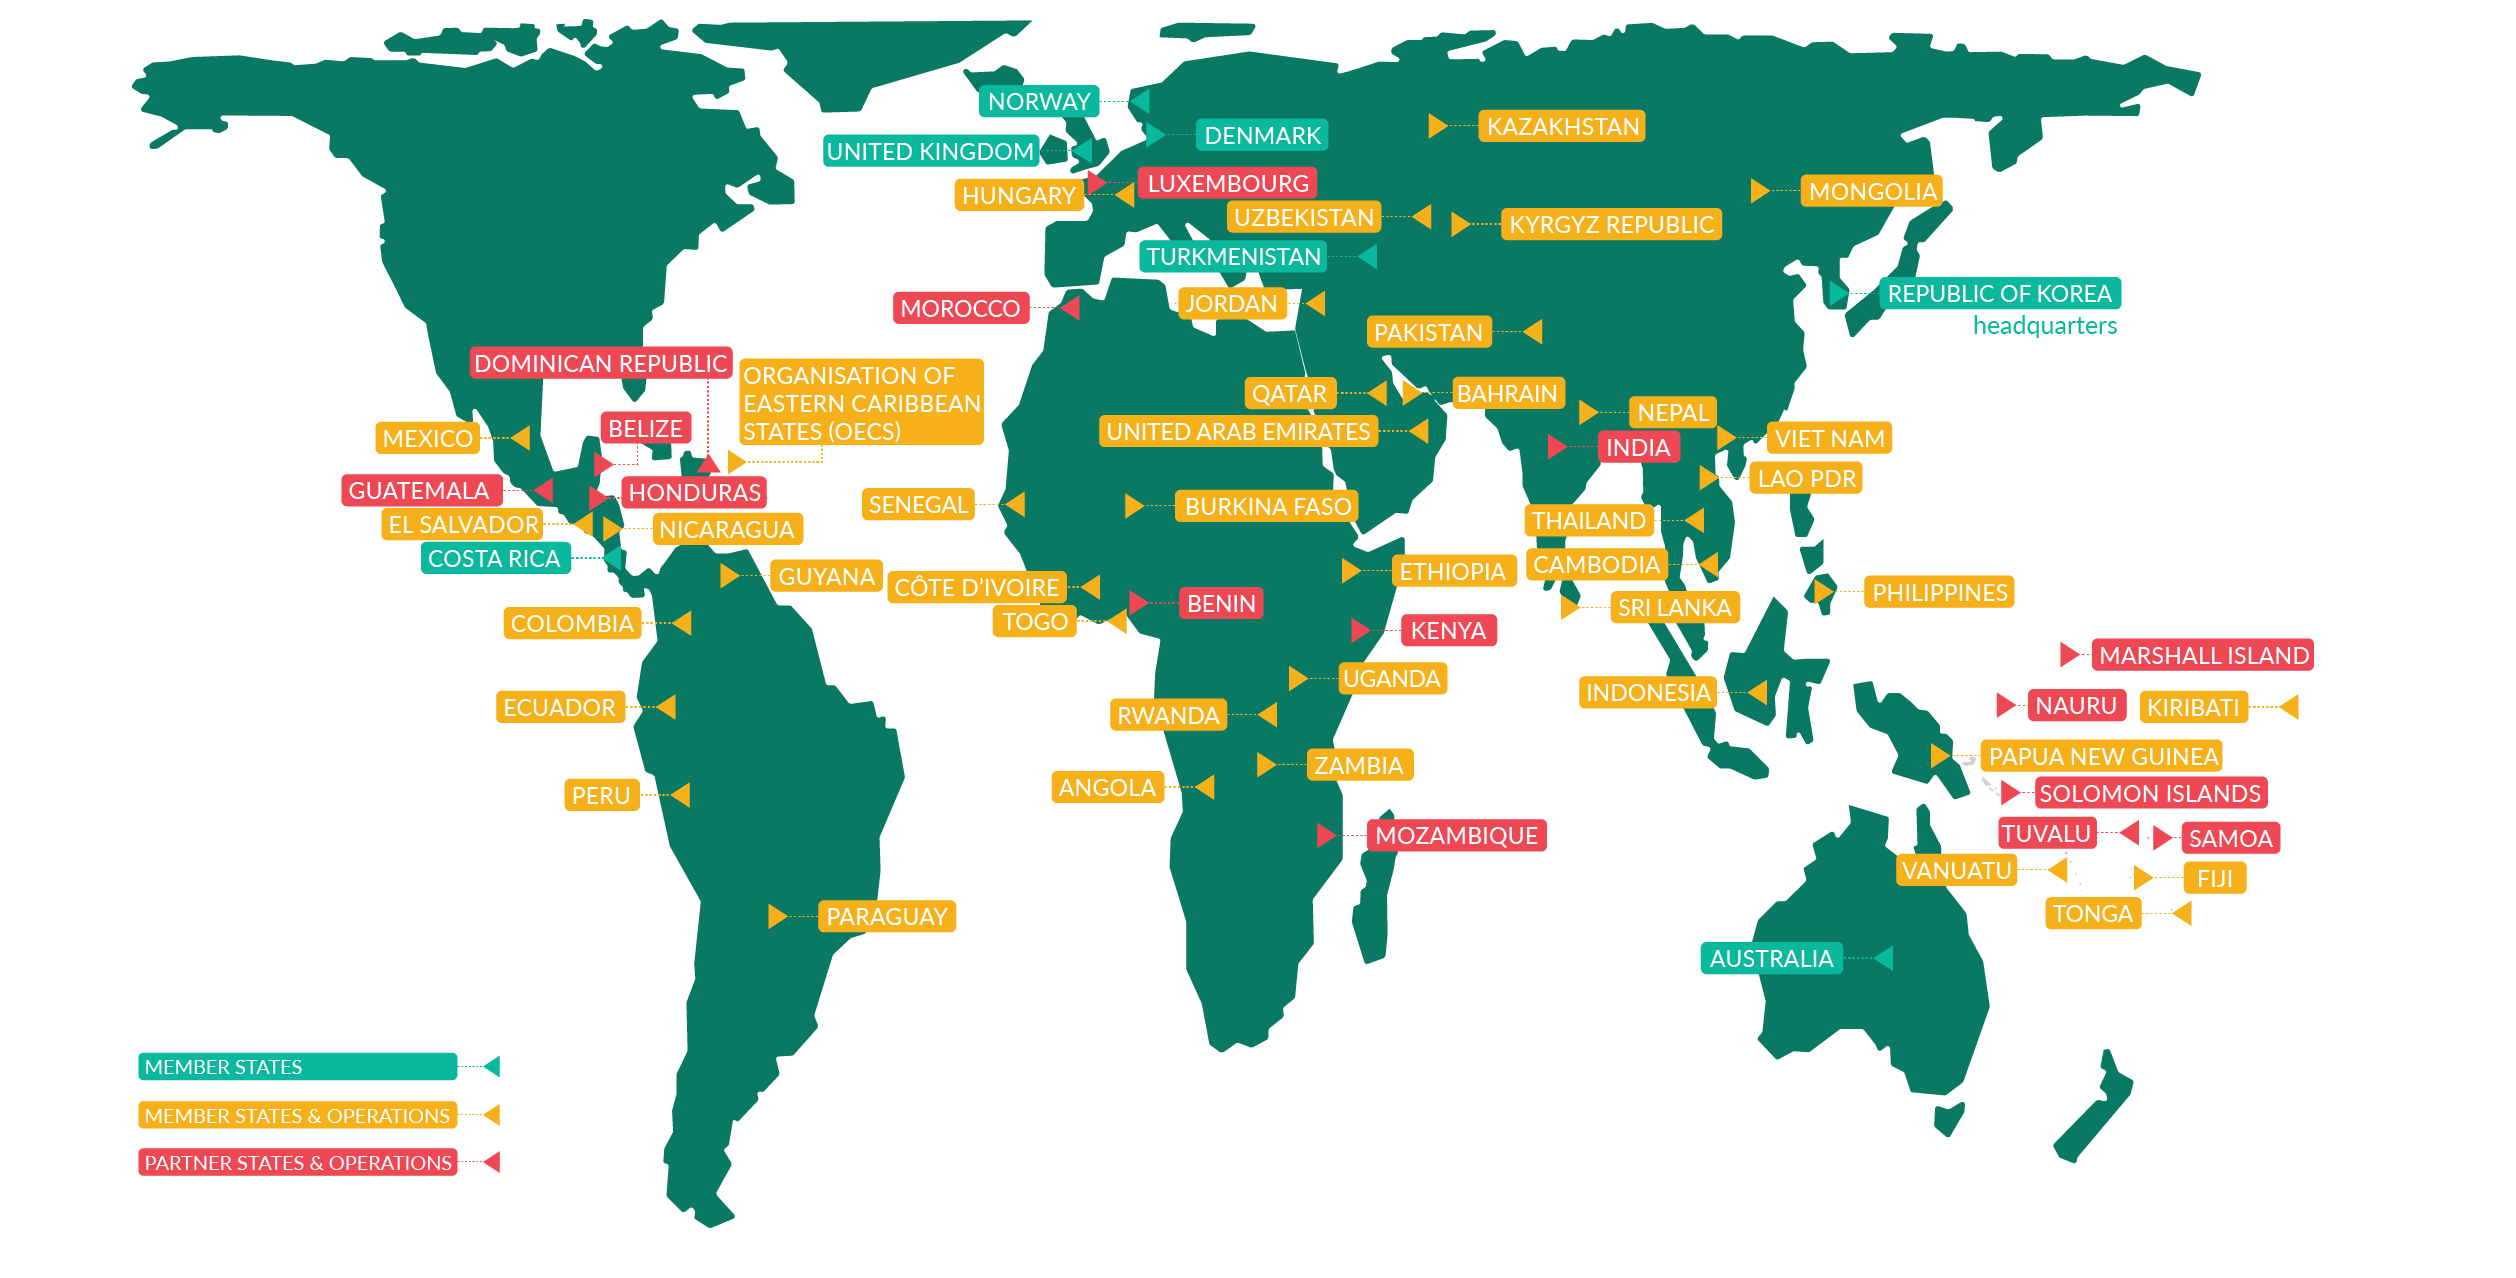 NORWAY
DENMARK
KAZAKHSTAN
UNITED KINGDOM
LUXEMBOURG
HUNGARY
MONGOLIA
UZBEKISTAN
KYRGYZ REPUBLIC
TURKMENISTAN
REPUBLIC OF KOREA
headquarters
MOROCCO
JORDAN
PAKISTAN
DOMINICAN REPUBLIC
ORGANISATION OF
EASTERN CARIBBEAN
STATES (OECS)
QATAR
BAHRAIN
NEPAL
BELIZE
MEXICO
UNITED ARAB EMIRATES
INDIA
VIET NAM
LAO PDR
GUATEMALA
HONDURAS
SENEGAL
BURKINA FASO
THAILAND
EL SALVADOR
NICARAGUA
COSTA RICA
GUYANA
CÔTE D’IVOIRE
ETHIOPIA
CAMBODIA
BENIN
SRI LANKA
PHILIPPINES
COLOMBIA
TOGO
KENYA
MARSHALL ISLAND
UGANDA
INDONESIA
ECUADOR
RWANDA
NAURU
KIRIBATI
PAPUA NEW GUINEA
ZAMBIA
PERU
ANGOLA
SOLOMON ISLANDS
MOZAMBIQUE
TUVALU
SAMOA
VANUATU
FIJI
PARAGUAY
TONGA
AUSTRALIA
MEMBER STATES
MEMBER STATES & OPERATIONS
PARTNER STATES & OPERATIONS